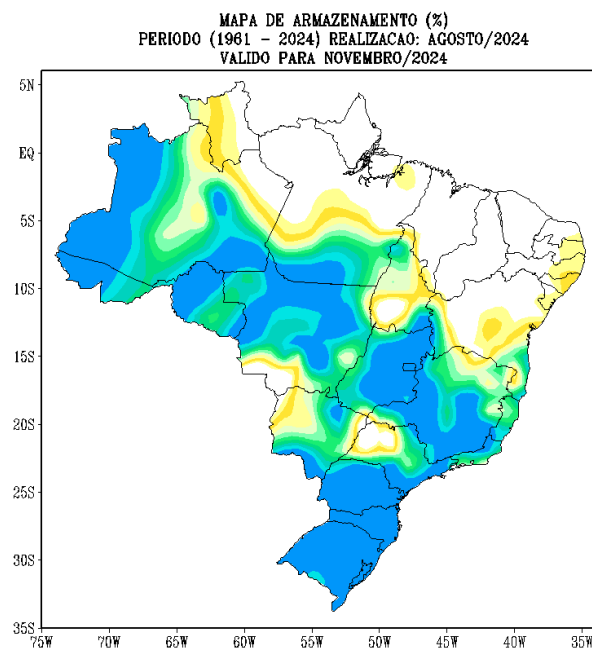 MAPA DE ARMAZENAMENTO (%)
PERIODO (1961 - 2024) REALIZACAO: AGOSTO/2024
VALIDO PARA NOVEMBRO/2024
5N
EQ
5S
10S
15S
20S
25S
30S
35S
75W 70W 65W 60W 55W 50W 45W 40W 35W